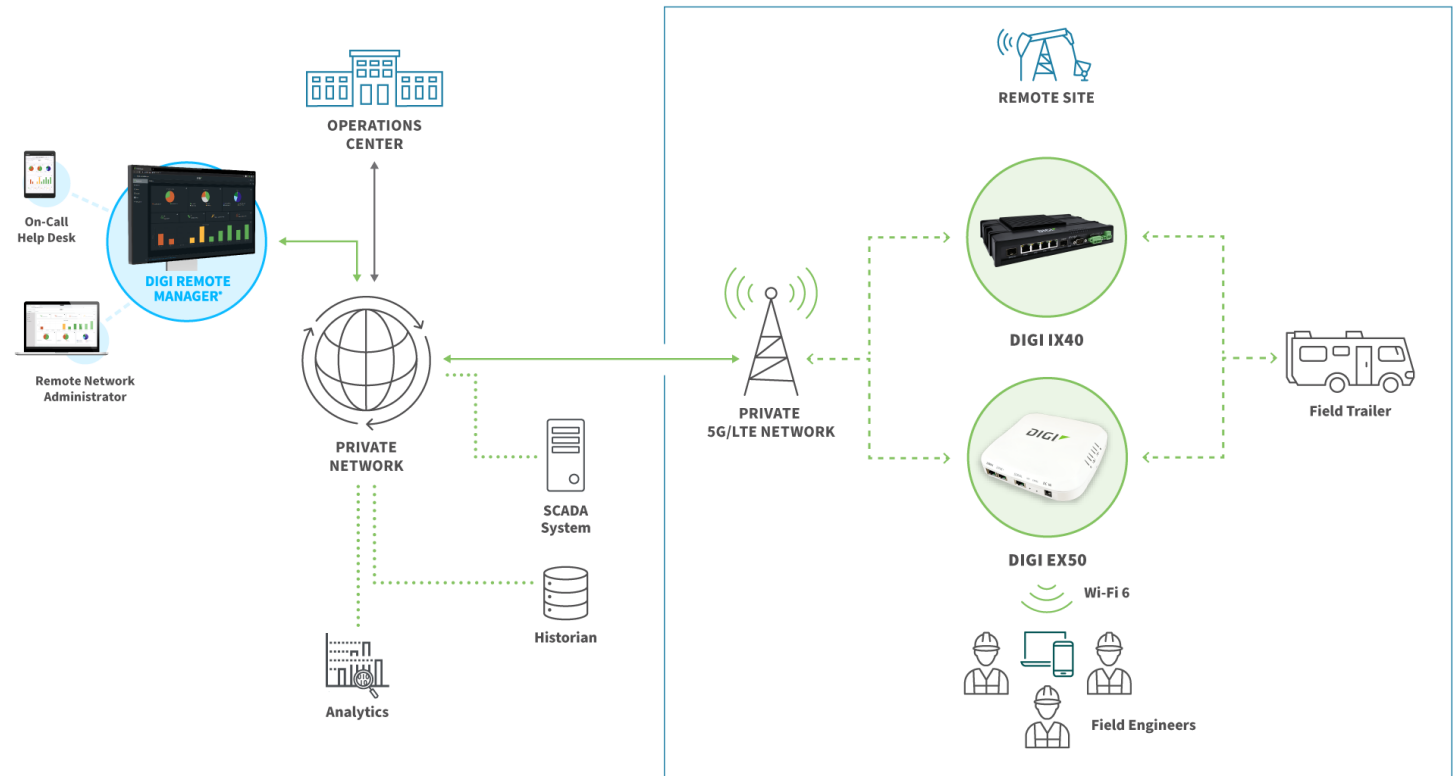 REMOTE SITE
OPERATIONS
CENTER
On-Call
Help Desk
DIGI REMOTE
MANAGER®
Remote Network
Administrator
PRIVATE
NETWORK
PRIVATE
5G/LTE NETWORK
DIGI IX40
Field Trailer
SCADA
System
DIGI
DIGI EX50
Wi-Fi 6
Historian
Analytics
Field Engineers